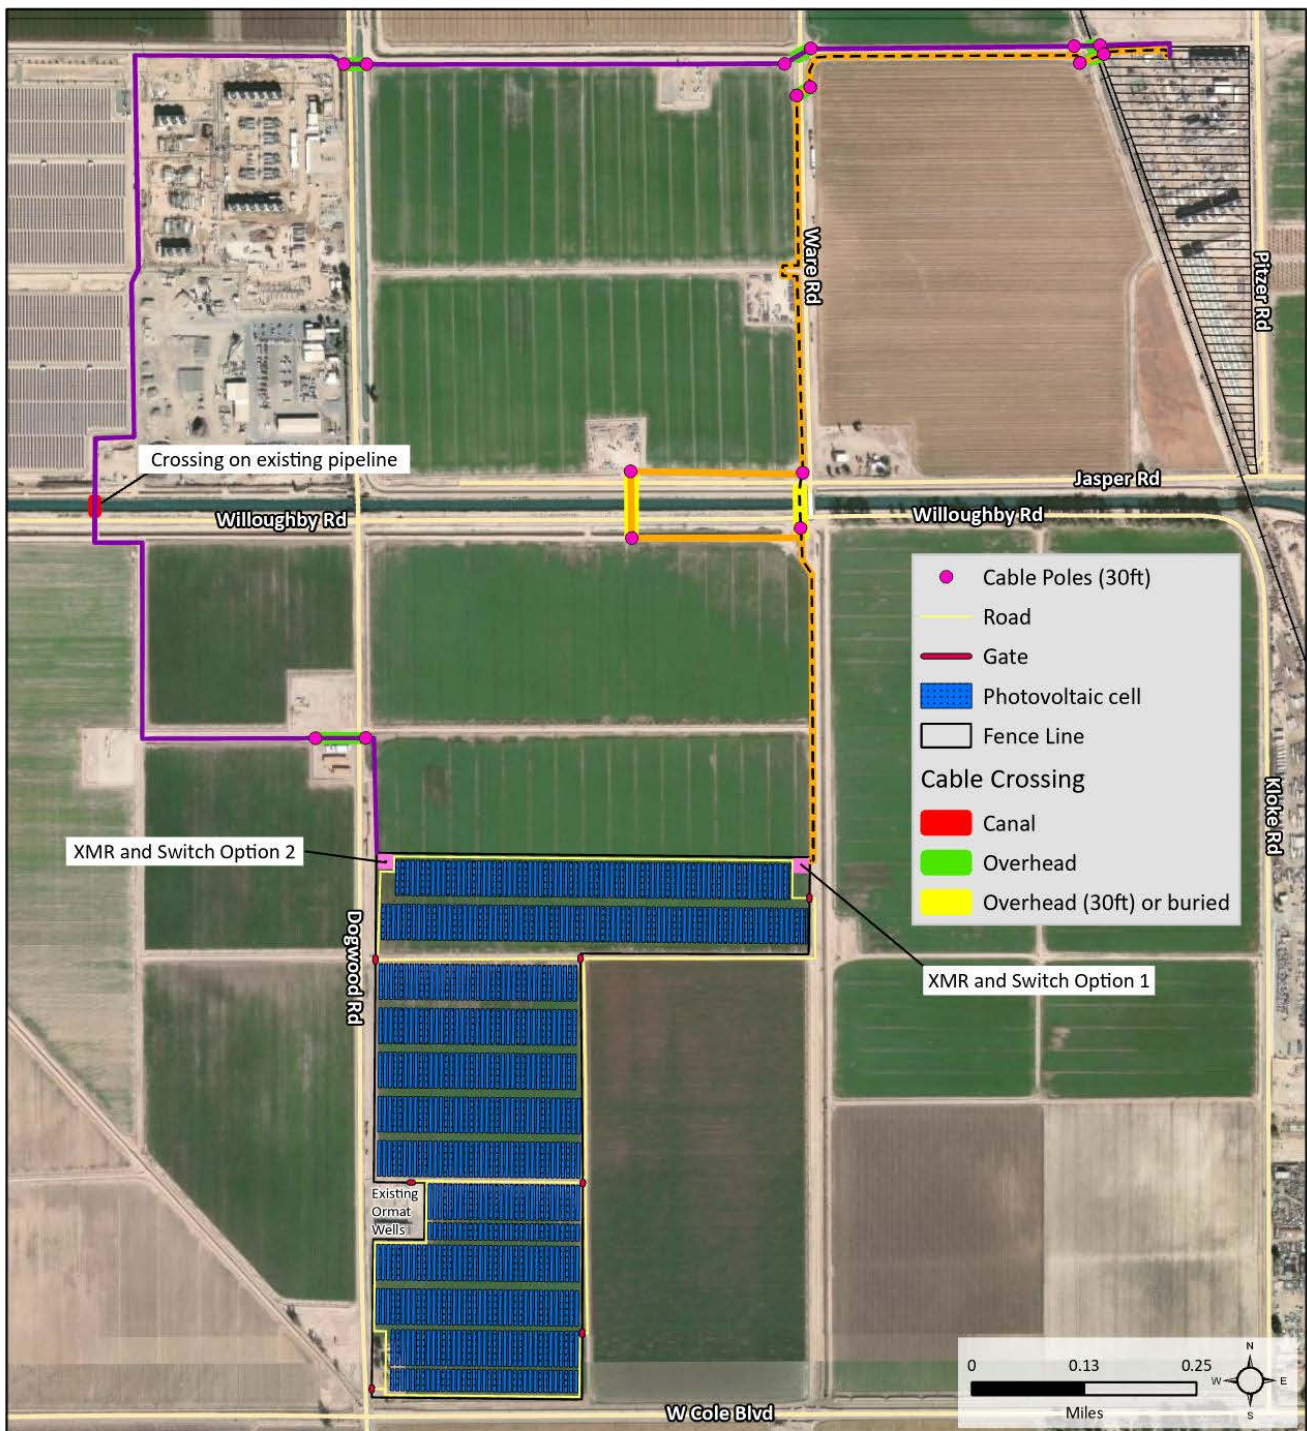 Ware Rd
Pitzer Rd
Crossing on existing pipeline
Jasper Rd
Willoughby Rd
Willoughby Rd
Cable Poles (30ft)
Road
Gate
Photovoltaic cell
Fence Line
Cable Crossing
Canal
Overhead
Overhead (30ft) or buried
Kloke Rd
XMR and Switch Option 2
Dogwood Rd
XMR and Switch Option 1
Existing
Ormat
Wells
0 0.13 0.25
Miles
N
W E
S
W Cole Blvd